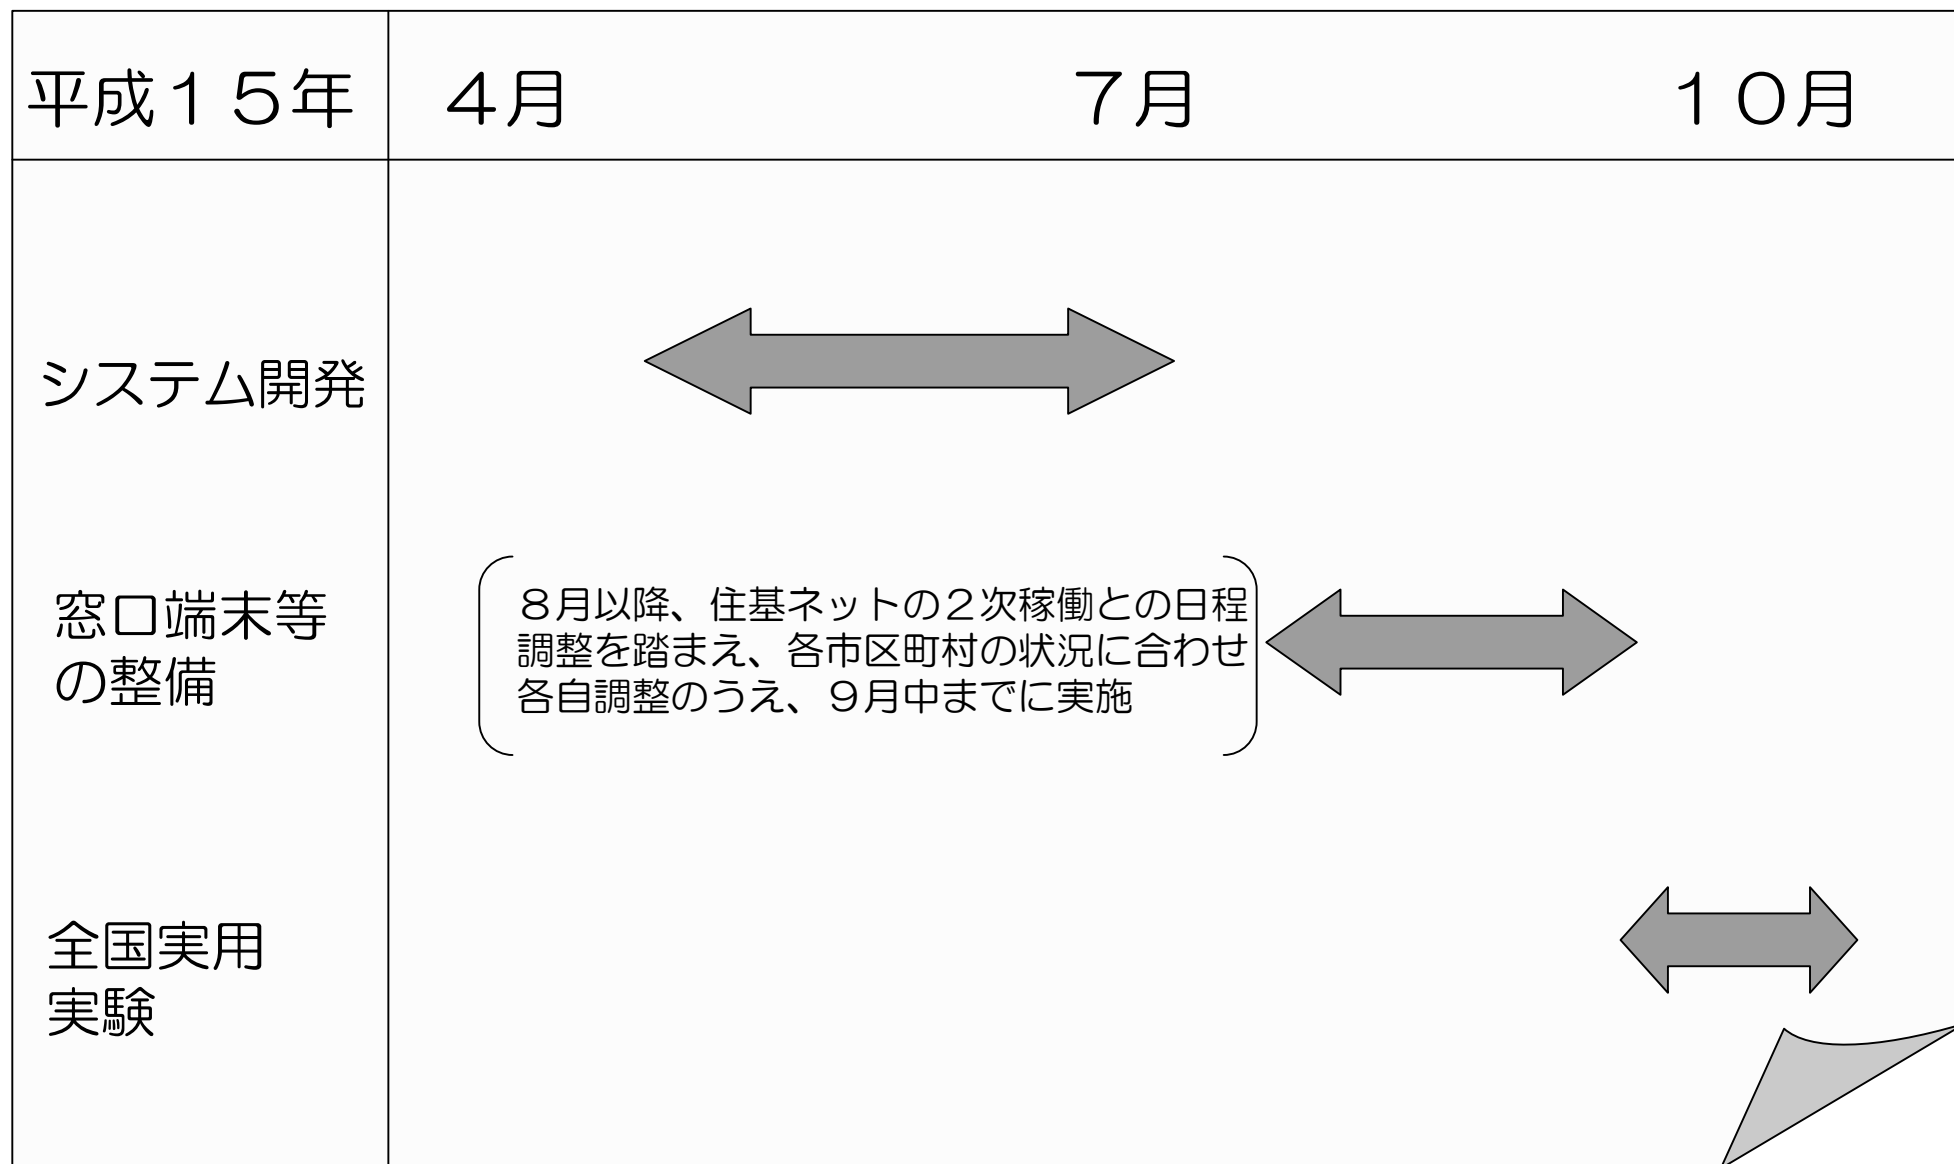 平成１５年
４月
７月
１０月
システム開発
窓口端末等
の整備
８月以降、住基ネットの２次稼働との日程
調整を踏まえ、各市区町村の状況に合わせ
各自調整のうえ、９月中までに実施
全国実用
実験